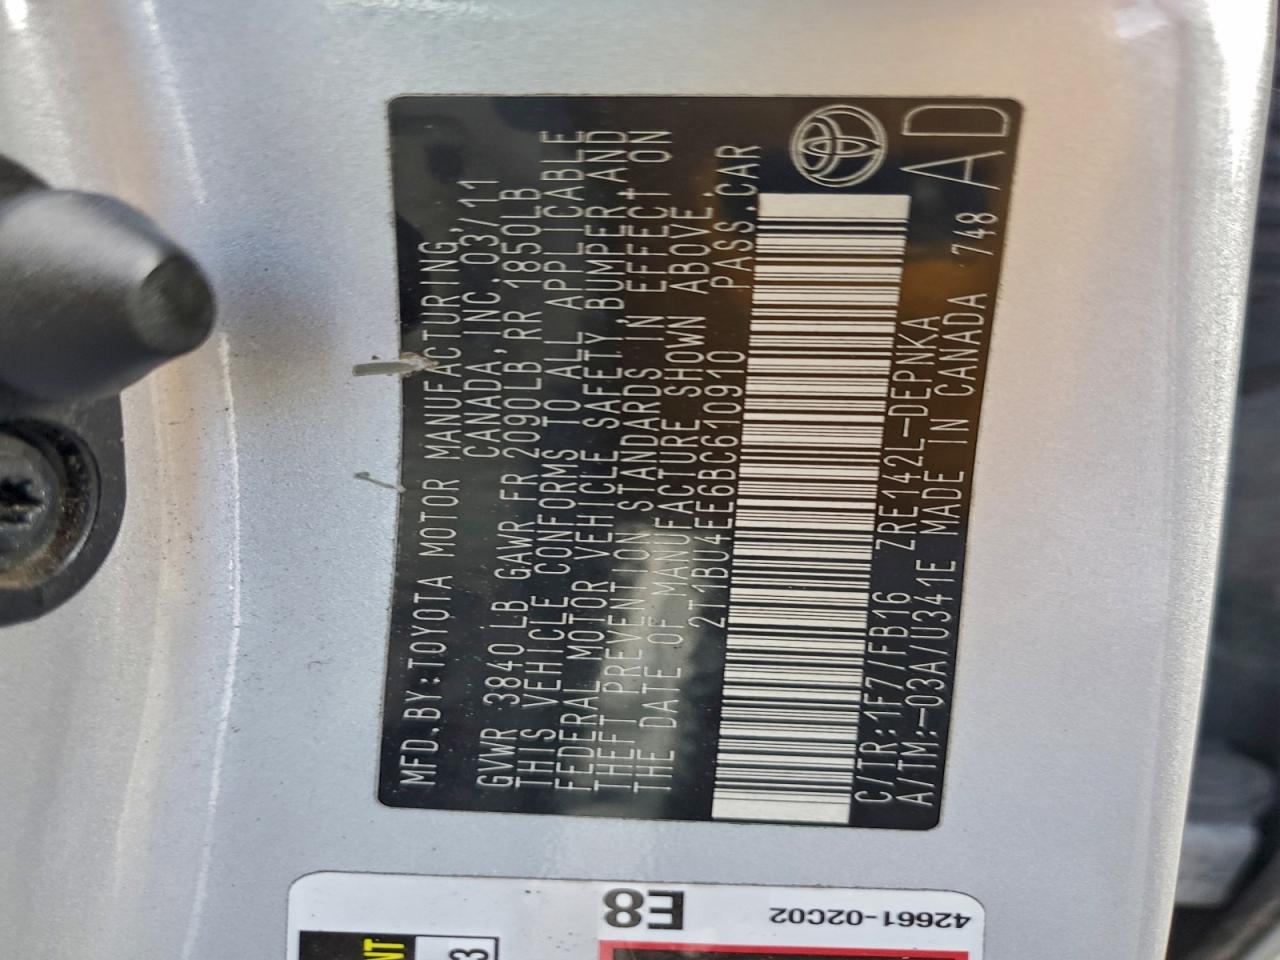 MFD.BY:TOYOTA MOTOR MANUFACTURING,
CANADA,INC.03/11
GVWR 3840LB GAWR FR 2090LB RR 1850LB
THIS VEHICLE CONFORMS TO ALL APPLICABLE
FEDERAL MOTOR VEHICLE SAFETY,BUMPER,AND
THEFT PREVENTION STANDARDS IN EFFECT ON
THE DATE OF MANUFACTURE SHOWN ABOVE.
2T1BU4EE6BC610910 PASS.CAR
C/TR:1F7/FB16 ZRE142L-DEPNKA 748 AD
A/TM:-03A/U341E MADE IN CANADA
42661-02C02
E8
NT
3